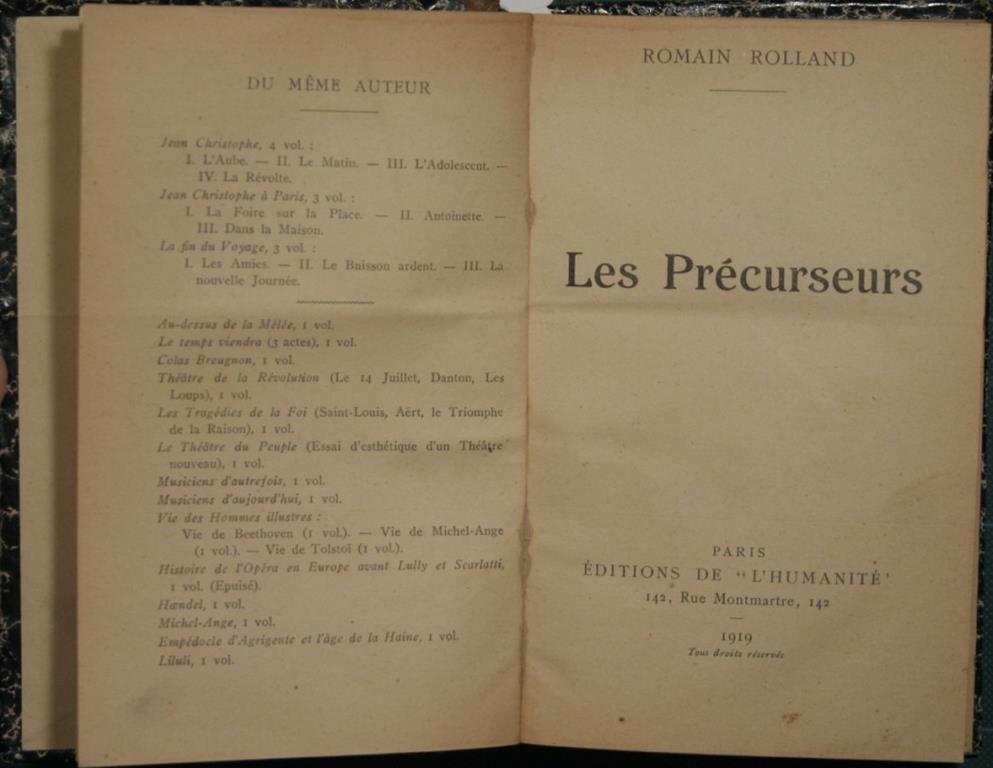 DU MÊME AUTEUR
Jean Christophe, 4 vol. :
I. L'Aube. — II. Le Matin. — III. L'Adolescent. —
IV. La Révolte.
Jean Christophe à Paris, 3 vol. :
I. La Foire sur la Place. — II. Antoinette. —
III. Dans la Maison.
La fin du Voyage, 3 vol. :
I. Les Amies. — II. Le Buisson ardent. — III. La
nouvelle Journée.
Au-dessus de la Mêlée, 1 vol.
Le temps viendra (3 actes), 1 vol.
Colas Breugnon, 1 vol.
Théâtre de la Révolution (Le 14 Juillet, Danton, Les
Loups), 1 vol.
Les Tragédies de la Foi (Saint-Louis, Aërt, le Triomphe
de la Raison), 1 vol.
Le Théâtre du Peuple (Essai d'esthétique d'un Théâtre
nouveau), 1 vol.
Musiciens d'autrefois, 1 vol.
Musiciens d'aujourd'hui, 1 vol.
Vie des Hommes illustres :
Vie de Beethoven (1 vol.). — Vie de Michel-Ange
(1 vol.). — Vie de Tolstoï (1 vol.).
Histoire de l'Opéra en Europe avant Lully et Scarlatti,
1 vol. (Epuisé).
Hændel, 1 vol.
Michel-Ange, 1 vol.
Empédocle d'Agrigente et l'âge de la Haine, 1 vol.
Liluli, 1 vol.
ROMAIN ROLLAND
Les Précurseurs
PARIS
ÉDITIONS DE "L'HUMANITÉ'
142, Rue Montmartre, 142
1919
Tous droits réservés